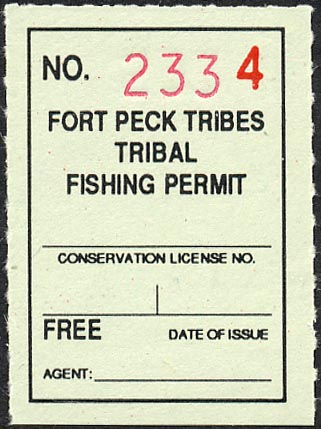 NO. 2334
FORT PECK TRIBES
TRIBAL
FISHING PERMIT
CONSERVATION LICENSE NO.
FREE DATE OF ISSUE
AGENT: